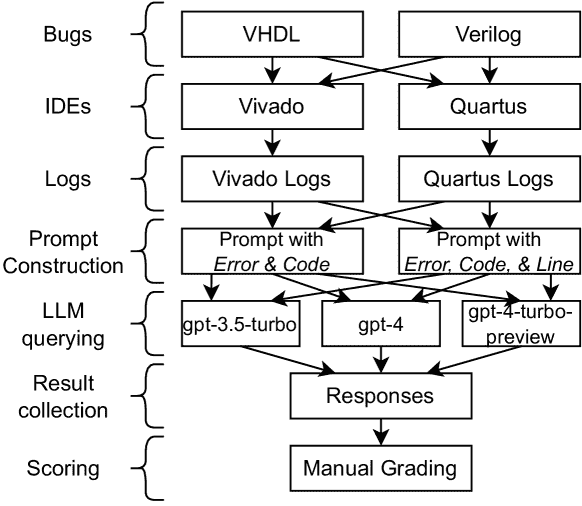 Bugs
VHDL
Verilog
IDEs
Vivado
Quartus
Logs
Vivado Logs
Quartus Logs
Prompt
Construction
Prompt with
Error & Code
Prompt with
Error, Code, & Line
LLM
querying
gpt-3.5-turbo
gpt-4
gpt-4-turbo-
preview
Result
collection
Responses
Scoring
Manual Grading